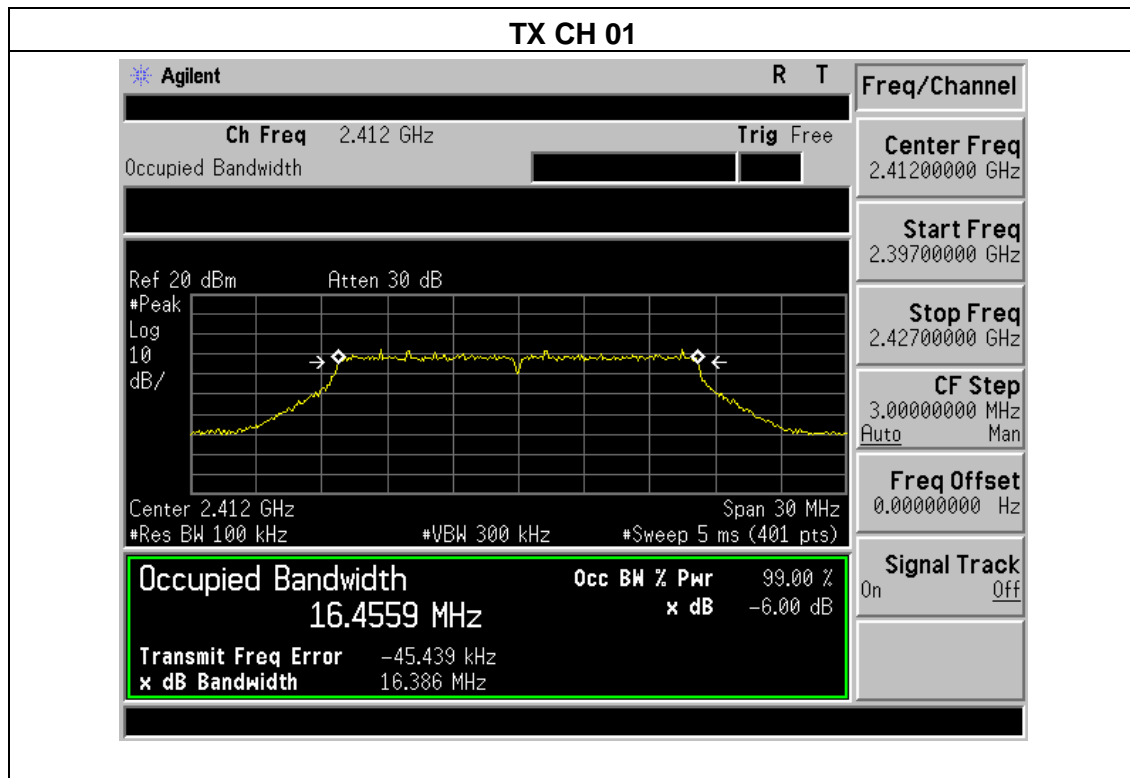 TX CH 01
Agilent R T
Ch Freq 2.412 GHz Trig Free
Occupied Bandwidth
Ref 20 dBm Atten 30 dB
#Peak
Log
10
dB/
Center 2.412 GHz Span 30 MHz
#Res BW 100 kHz #VBW 300 kHz #Sweep 5 ms (401 pts)
Occupied Bandwidth Occ BW % Pwr 99.00 %
16.4559 MHz x dB -6.00 dB
Transmit Freq Error -45.439 kHz
x dB Bandwidth 16.386 MHz
Freq/Channel
Center Freq
2.41200000 GHz
Start Freq
2.39700000 GHz
Stop Freq
2.42700000 GHz
CF Step
3.00000000 MHz
Auto Man
Freq Offset
0.00000000 Hz
Signal Track
On Off